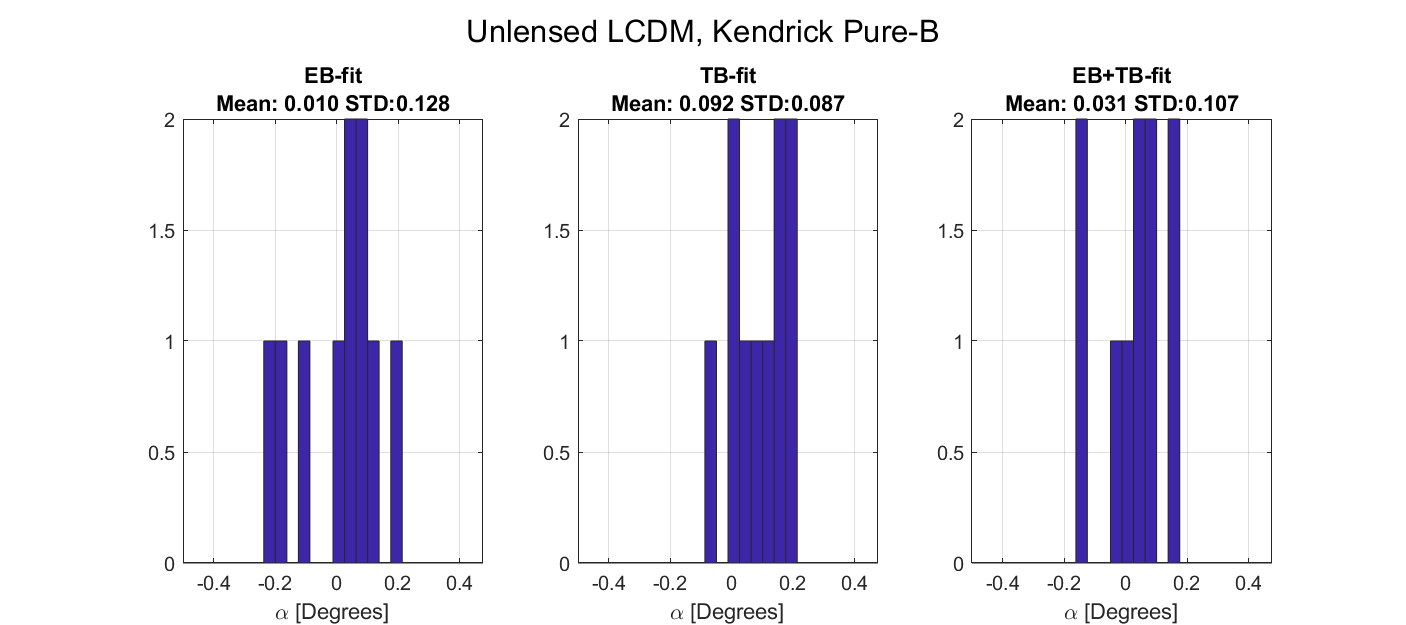 Unlensed LCDM, Kendrick Pure-B
EB-fit
Mean: 0.010 STD:0.128
2
1.5
1
0.5
0
-0.4 -0.2 0 0.2 0.4
α [Degrees]
TB-fit
Mean: 0.092 STD:0.087
2
1.5
1
0.5
0
-0.4 -0.2 0 0.2 0.4
α [Degrees]
EB+TB-fit
Mean: 0.031 STD:0.107
2
1.5
1
0.5
0
-0.4 -0.2 0 0.2 0.4
α [Degrees]